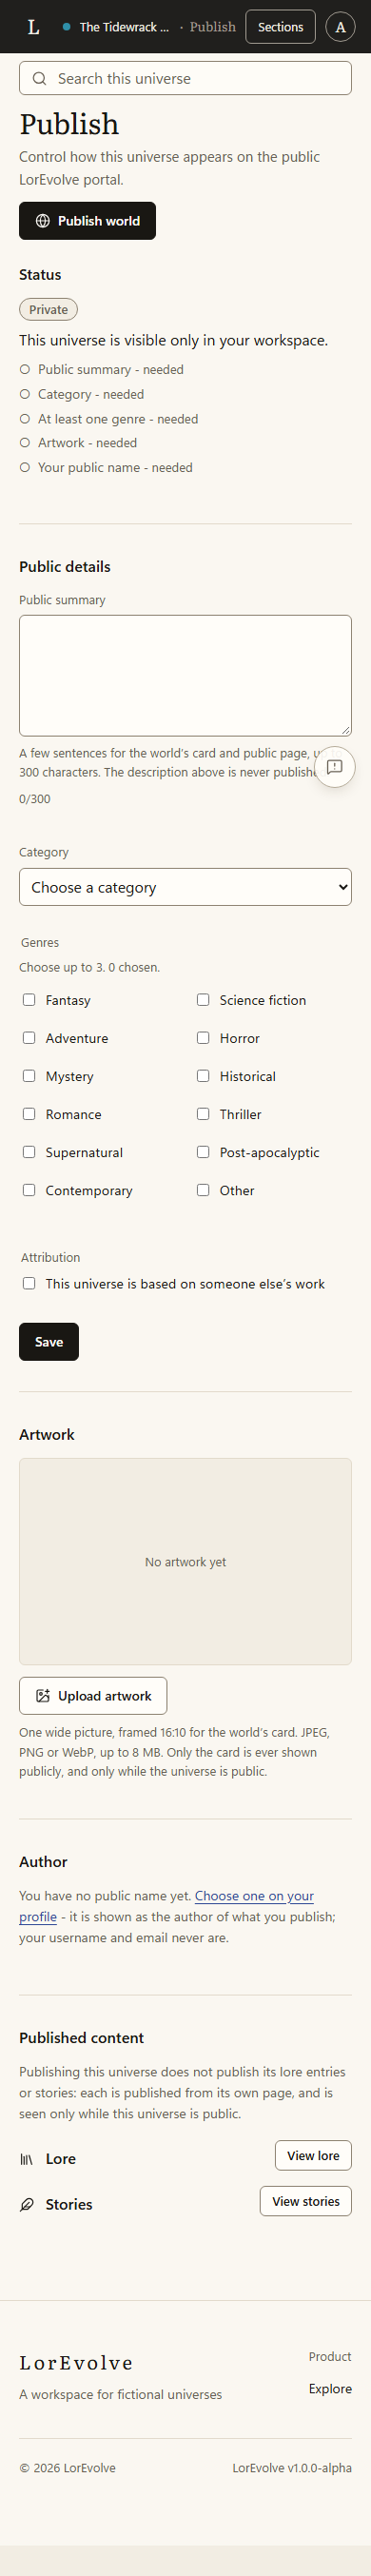 L
The Tidewrack ... · Publish
Sections
A
Search this universe
Publish
Control how this universe appears on the public
LorEvolve portal.
Publish world
Status
Private
This universe is visible only in your workspace.
Public summary - needed
Category - needed
At least one genre - needed
Artwork - needed
Your public name - needed
Public details
Public summary
A few sentences for the world's card and public page, up to
300 characters. The description above is never published.
0/300
Category
Choose a category
Genres
Choose up to 3. 0 chosen.
Fantasy
Science fiction
Adventure
Horror
Mystery
Historical
Romance
Thriller
Supernatural
Post-apocalyptic
Contemporary
Other
Attribution
This universe is based on someone else's work
Save
Artwork
No artwork yet
Upload artwork
One wide picture, framed 16:10 for the world's card. JPEG,
PNG or WebP, up to 8 MB. Only the card is ever shown
publicly, and only while the universe is public.
Author
You have no public name yet. Choose one on your
profile - it is shown as the author of what you publish;
your username and email never are.
Published content
Publishing this universe does not publish its lore entries
or stories: each is published from its own page, and is
seen only while this universe is public.
Lore
View lore
Stories
View stories
LorEvolve
A workspace for fictional universes
Product
Explore
© 2026 LorEvolve
LorEvolve v1.0.0-alpha